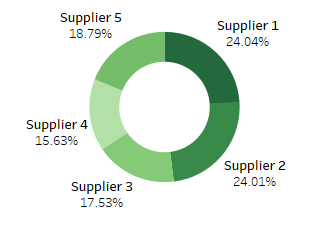 Supplier 5
18.79%
Supplier 1
24.04%
Supplier 4
15.63%
Supplier 2
24.01%
Supplier 3
17.53%